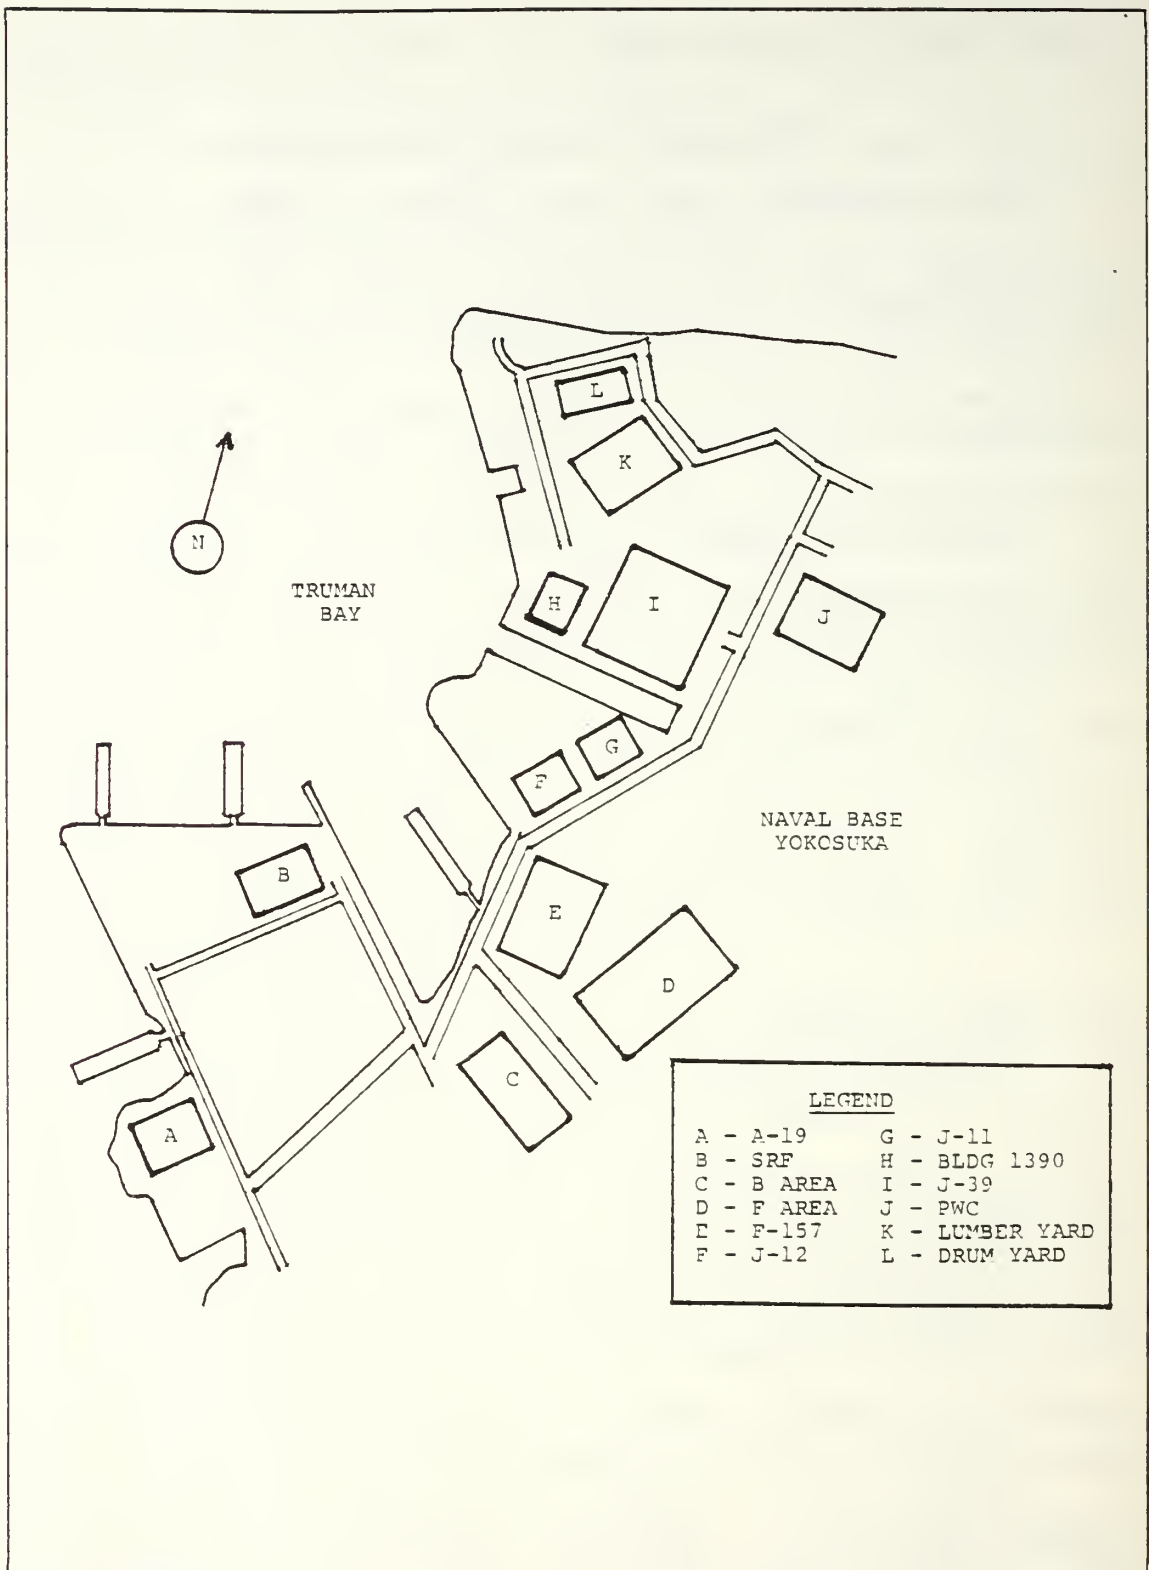 L
K
N
TRUMAN
BAY
H
I
J
G
F
NAVAL BASE
YOKOSUKA
B
E
D
C
A
LEGEND
A - A-19
B - SRF
C - B AREA
D - F AREA
E - F-157
F - J-12
G - J-11
H - BLDG 1390
I - J-39
J - PWC
K - LUMBER YARD
L - DRUM YARD